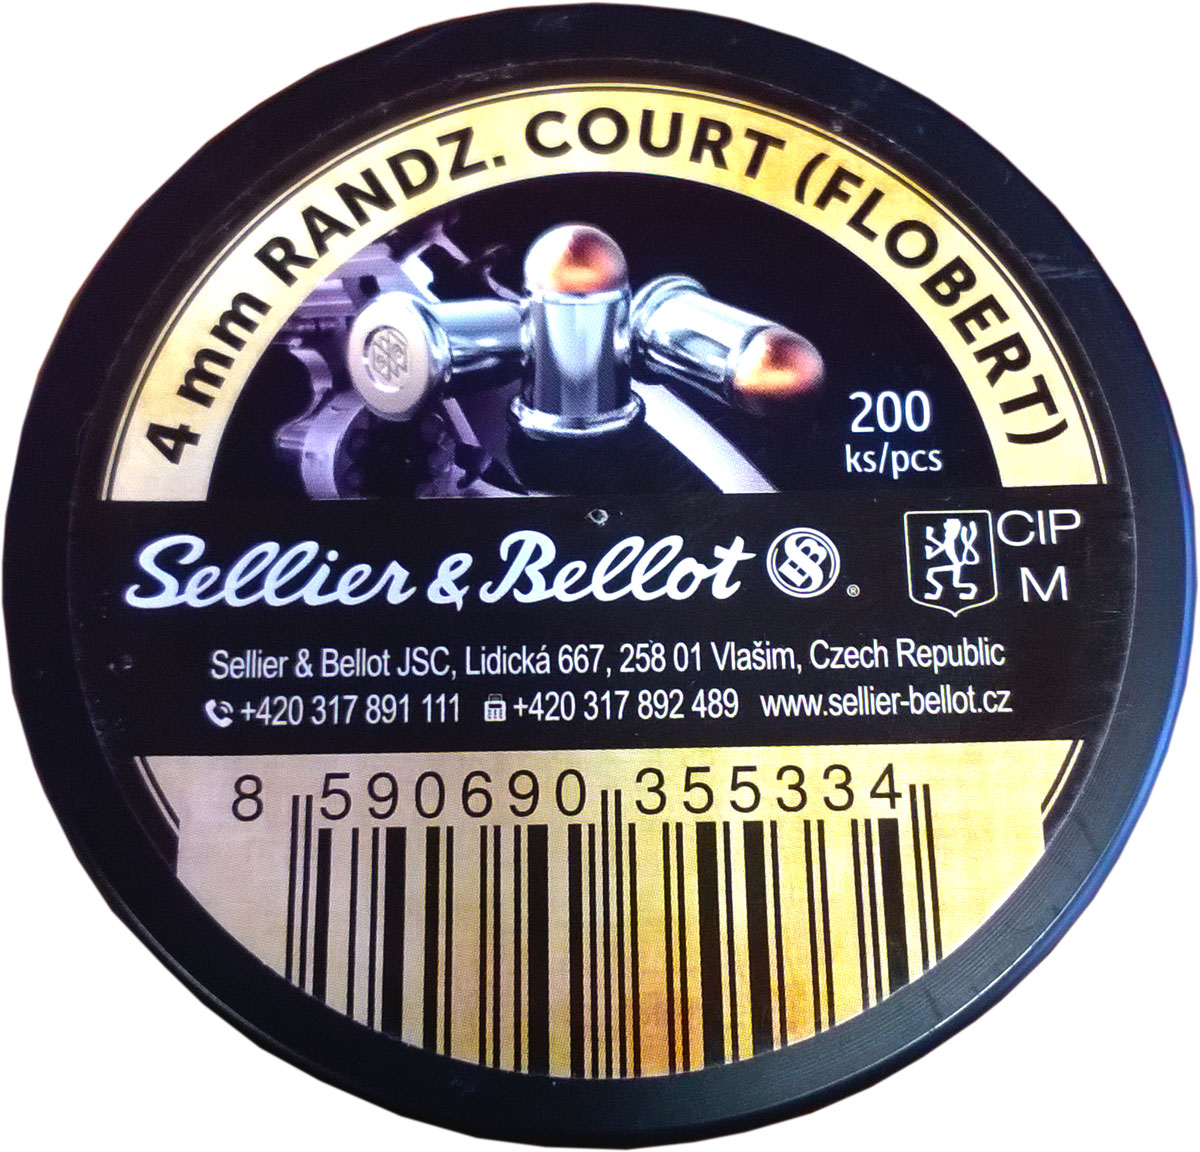 4 mm RANDZ. COURT (FLOBERT)
200
ks/pcs
Sellier & Bellot ®
CIP
M
Sellier & Bellot JSC, Lidická 667, 258 01 Vlašim, Czech Republic
+420 317 891 111 +420 317 892 489 www.sellier-bellot.cz
8 590690 355334